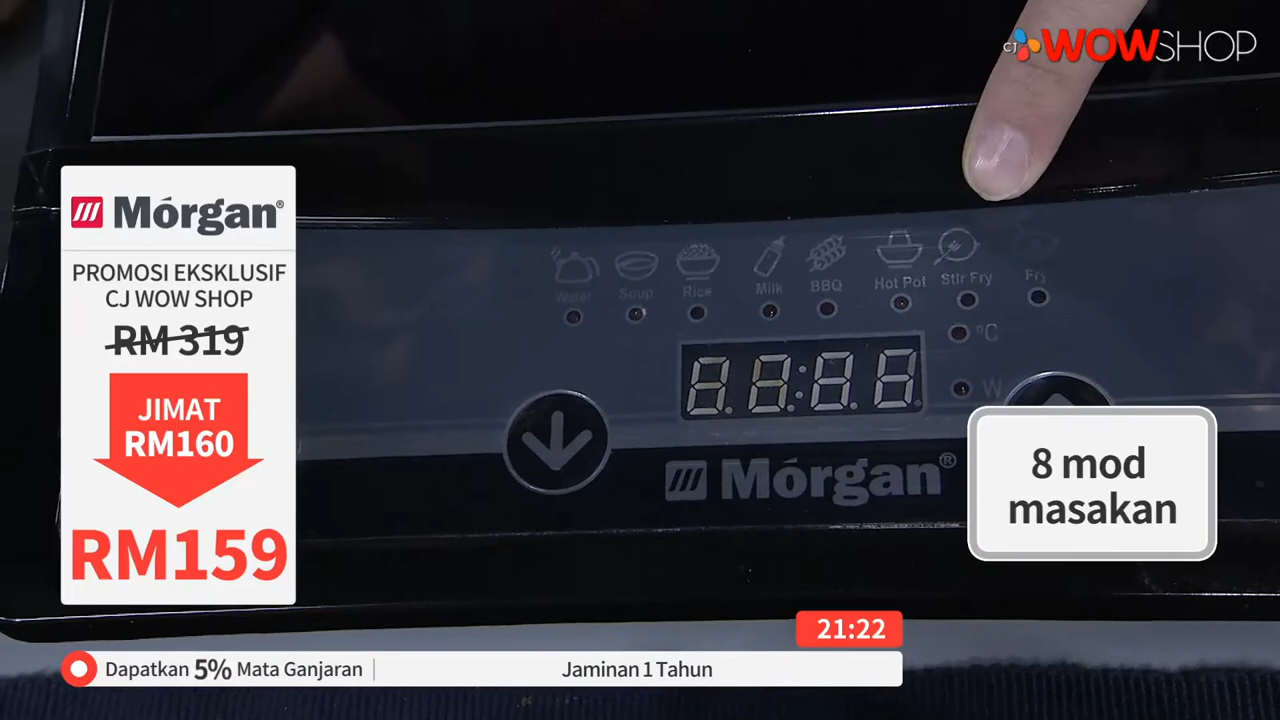 CJ WOWSHOP
Mórgan®
PROMOSI EKSKLUSIF
CJ WOW SHOP
RM 319
JIMAT
RM160
RM159
Water
Soup
Rice
Milk
BBQ
Hot Pot
Stir Fry
Fry
°C
W
Mórgan®
8 mod
masakan
21:22
Dapatkan 5% Mata Ganjaran
Jaminan 1 Tahun